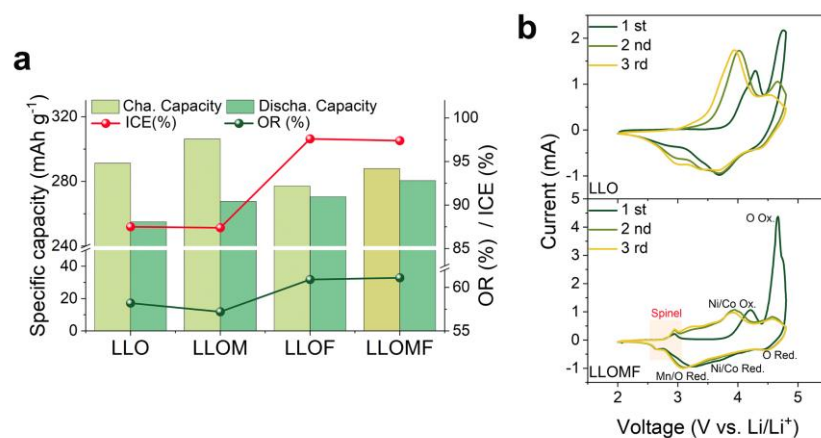 a
Specific capacity (mAh g⁻¹)
320
280
240
40
20
0
Cha. Capacity
Discha. Capacity
ICE(%)
OR (%)
100
95
90
85
60
55
OR (%) / ICE (%)
LLO
LLOM
LLOF
LLOMF
b
Current (mA)
2
1
0
-1
1 st
2 nd
3 rd
LLO
5
4
3
2
1
0
-1
1 st
2 nd
3 rd
O Ox.
Ni/Co Ox.
Spinel
O Red.
Ni/Co Red.
Mn/O Red.
LLOMF
2
3
4
5
Voltage (V vs. Li/Li⁺)